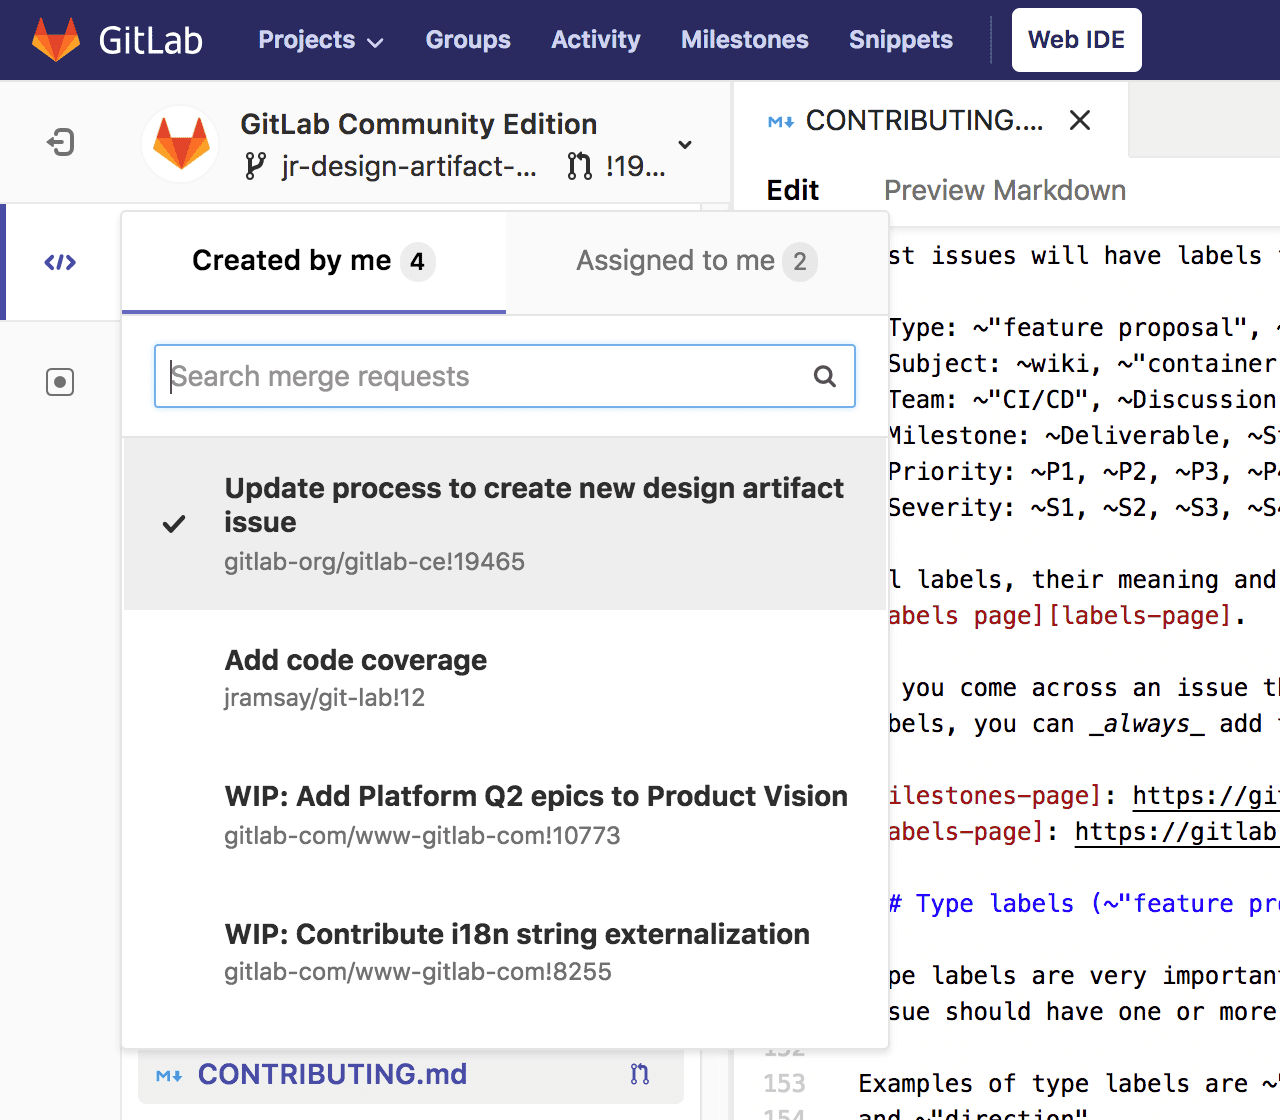 GitLab Projects Groups Activity Milestones Snippets Web IDE
GitLab Community Edition
jr-design-artifact-... !19...
CONTRIBUTING....
Edit Preview Markdown
Created by me 4 Assigned to me 2
Search merge requests
Update process to create new design artifact
issue
gitlab-org/gitlab-ce!19465
Add code coverage
jramsay/git-lab!12
WIP: Add Platform Q2 epics to Product Vision
gitlab-com/www-gitlab-com!10773
WIP: Contribute i18n string externalization
gitlab-com/www-gitlab-com!8255
CONTRIBUTING.md
st issues will have labels
Type: ~"feature proposal", ~
Subject: ~wiki, ~"container
Team: ~"CI/CD", ~Discussion
Milestone: ~Deliverable, ~S
Priority: ~P1, ~P2, ~P3, ~P4
Severity: ~S1, ~S2, ~S3, ~S4
l labels, their meaning and
abels page][labels-page].
you come across an issue th
bels, you can _always_ add
ilestones-page]: https://gi
abels-page]: https://gitlab
# Type labels (~"feature pro
pe labels are very important
sue should have one or more
152
153 Examples of type labels are ~"
154 and ~"direction"